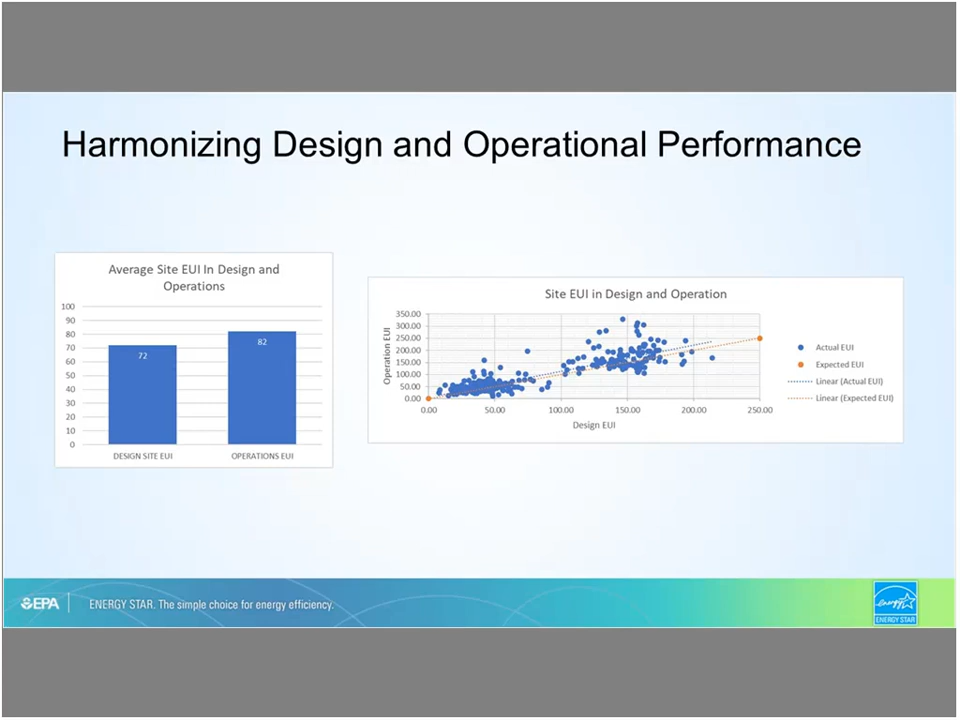 Harmonizing Design and Operational Performance
Average Site EUI In Design and
Operations
100
90
80
70
60
50
40
30
20
10
0
72
82
DESIGN SITE EUI
OPERATIONS EUI
Site EUI in Design and Operation
Operation EUI
350.00
300.00
250.00
200.00
150.00
100.00
50.00
0.00
0.00
50.00
100.00
150.00
200.00
250.00
Design EUI
Actual EUI
Expected EUI
Linear (Actual EUI)
Linear (Expected EUI)
EPA
ENERGY STAR. The simple choice for energy efficiency.
energy
ENERGY STAR